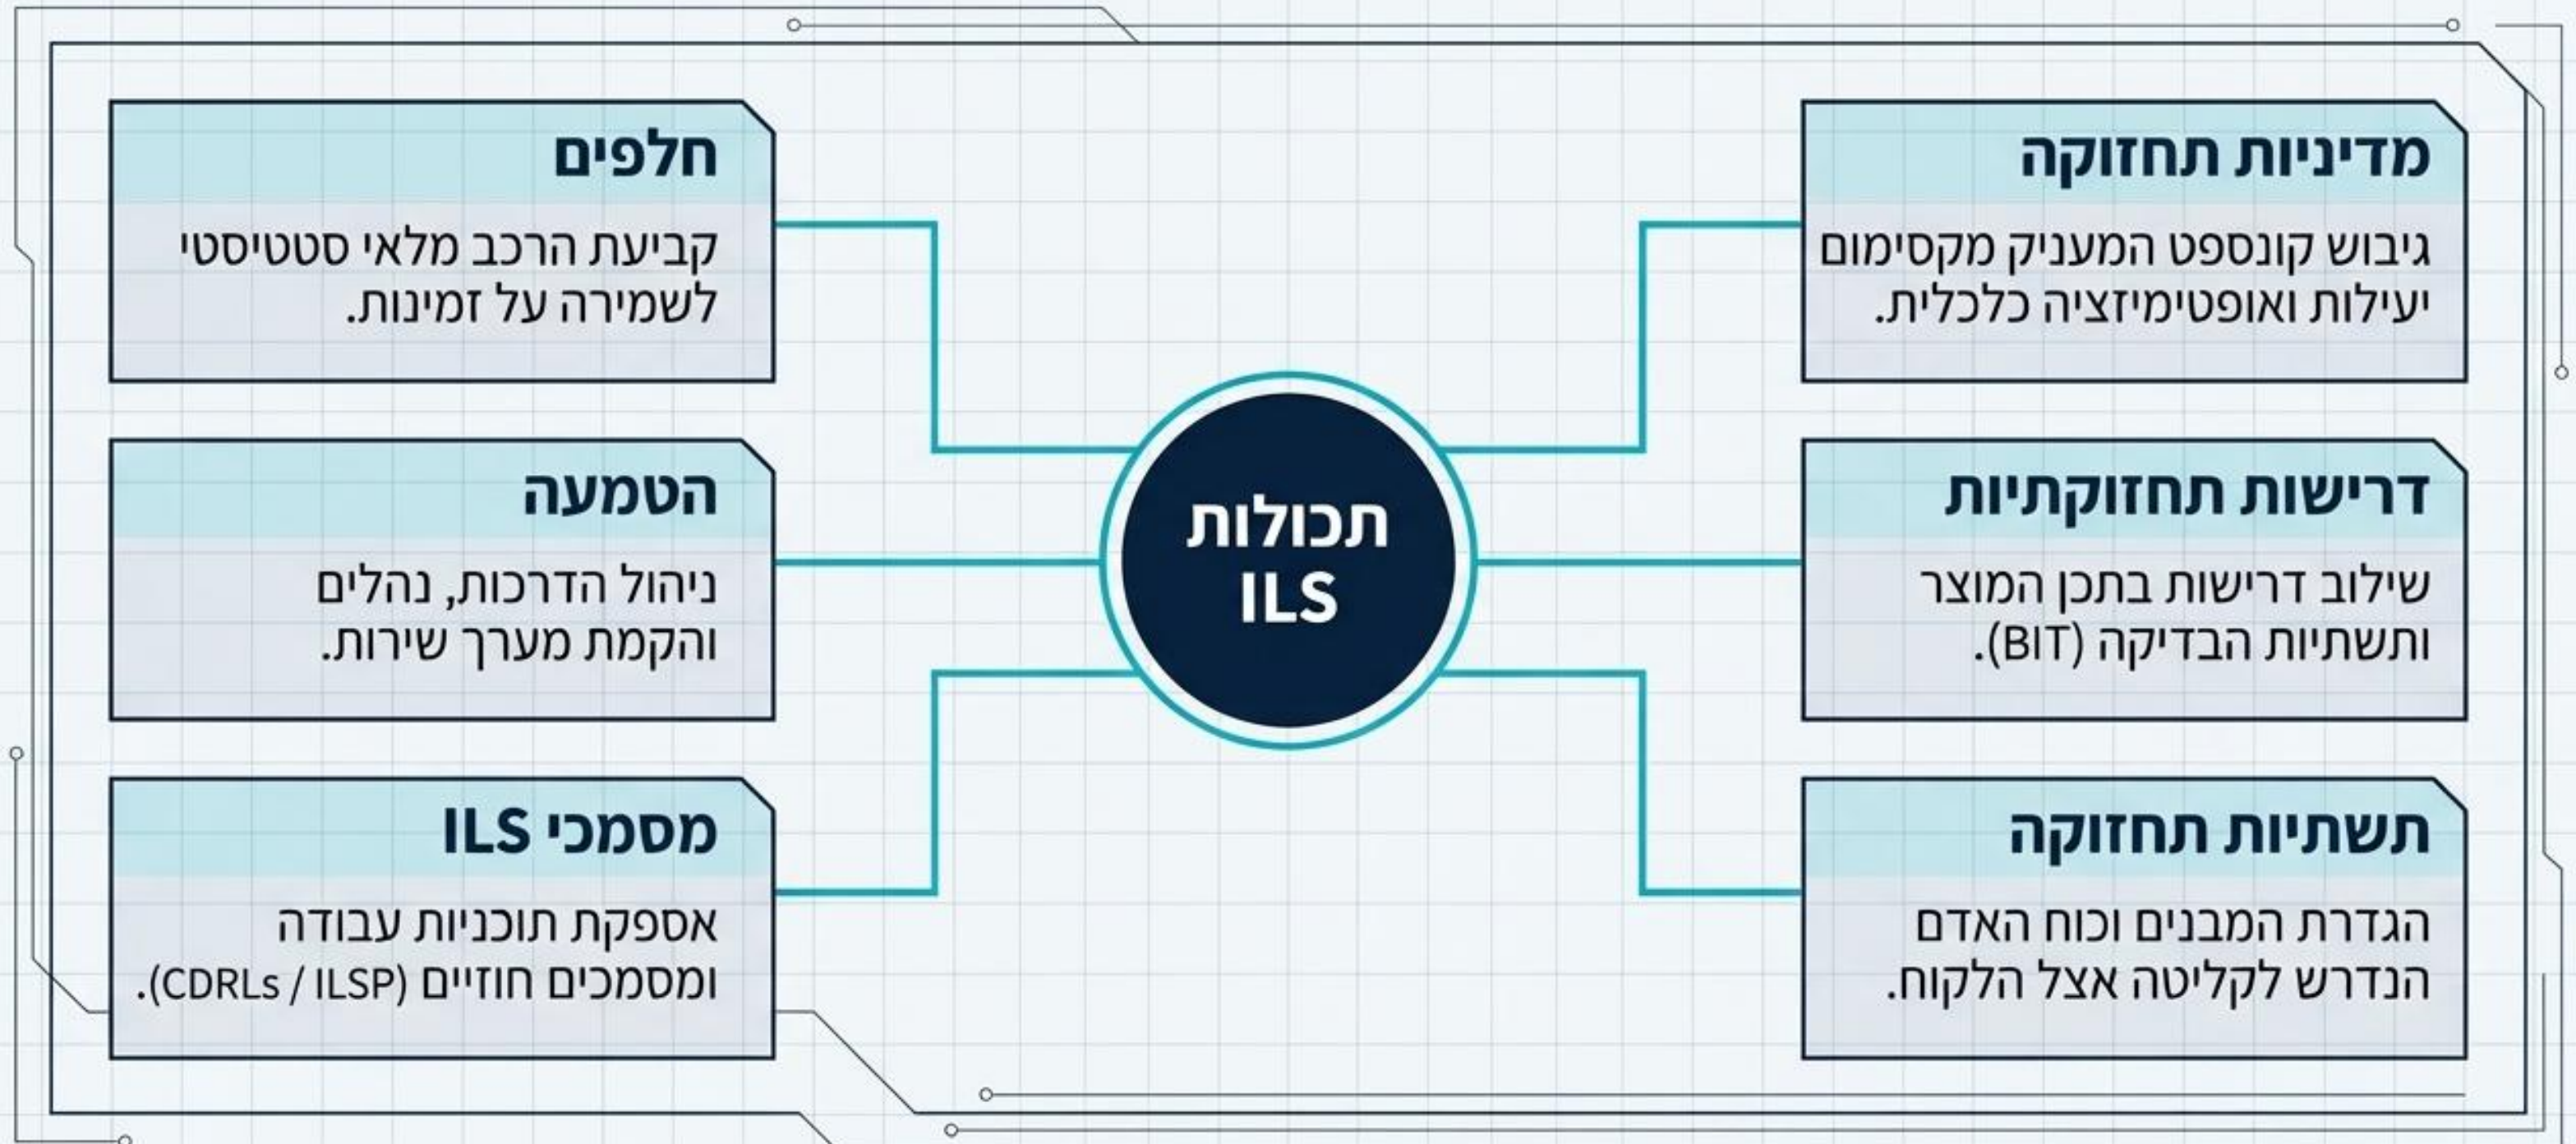 מדיניות תחזוקה
גיבוש קונספט המעניק מקסימום
יעילות ואופטימיזציה כלכלית.
דרישות תחזוקתיות
שילוב דרישות בתכן המוצר
ותשתיות הבדיקה (BIT).
תשתיות תחזוקה
הגדרת המבנים וכוח האדם
הנדרש לקליטה אצל הלקוח.
תכולות
ILS
חלפים
קביעת הרכב מלאי סטטיסטי
לשמירה על זמינות.
הטמעה
ניהול הדרכות, נהלים
והקמת מערך שירות.
מסמכי ILS
אספקת תוכניות עבודה
ומסמכים חוזיים (CDRLs / ILSP).